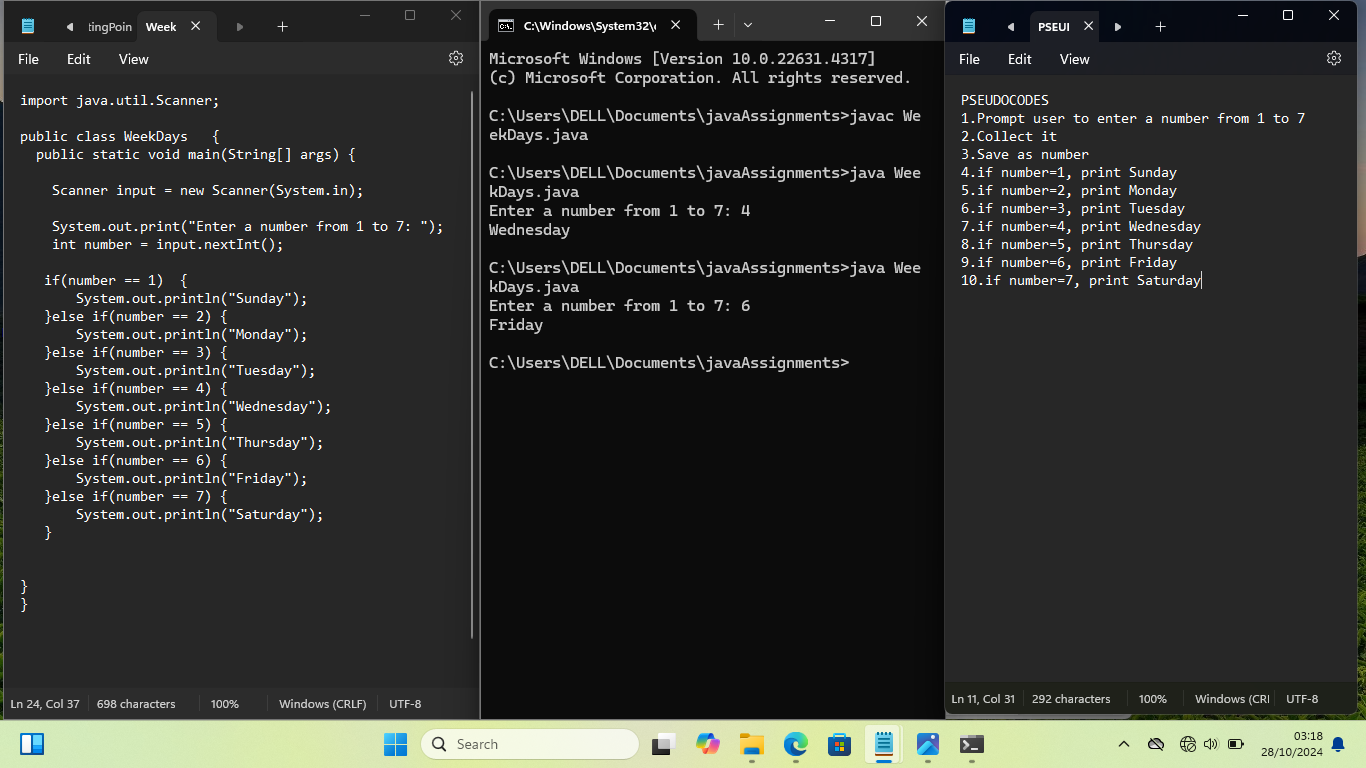 tingPoin
Week
File Edit View
import java.util.Scanner;
public class WeekDays   {
  public static void main(String[] args) {
    Scanner input = new Scanner(System.in);
    System.out.print("Enter a number from 1 to 7: ");
    int number = input.nextInt();
   if(number == 1)  {
       System.out.println("Sunday");
   }else if(number == 2) {
       System.out.println("Monday");
   }else if(number == 3) {
       System.out.println("Tuesday");
   }else if(number == 4) {
       System.out.println("Wednesday");
   }else if(number == 5) {
       System.out.println("Thursday");
   }else if(number == 6) {
       System.out.println("Friday");
   }else if(number == 7) {
       System.out.println("Saturday");
   }
}
}
Ln 24, Col 37 698 characters 100% Windows (CRLF) UTF-8
C:\Windows\System32\c
Microsoft Windows [Version 10.0.22631.4317]
(c) Microsoft Corporation. All rights reserved.
C:\Users\DELL\Documents\javaAssignments>javac We
ekDays.java
C:\Users\DELL\Documents\javaAssignments>java Wee
kDays.java
Enter a number from 1 to 7: 4
Wednesday
C:\Users\DELL\Documents\javaAssignments>java Wee
kDays.java
Enter a number from 1 to 7: 6
Friday
C:\Users\DELL\Documents\javaAssignments>
PSEUI
File Edit View
PSEUDOCODES
1.Prompt user to enter a number from 1 to 7
2.Collect it
3.Save as number
4.if number=1, print Sunday
5.if number=2, print Monday
6.if number=3, print Tuesday
7.if number=4, print Wednesday
8.if number=5, print Thursday
9.if number=6, print Friday
10.if number=7, print Saturday
Ln 11, Col 31 292 characters 100% Windows (CRI UTF-8
Search
03:18
28/10/2024